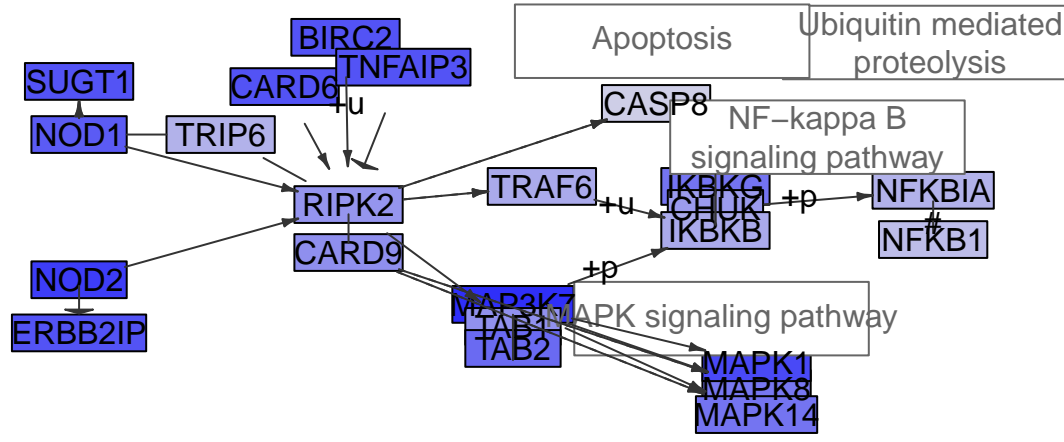 Apoptosis
Ubiquitin mediated
proteolysis
BIRC2
TNFAIP3
SUGT1
CARD6
+u
CASP8
NOD1
TRIP6
NF−kappa B
signaling pathway
IKBKG
RIPK2
TRAF6
CHUK
+u
+p
NFKBIA
#
IKBKB
NFKB1
CARD9
+p
NOD2
MAP3K7
MAPK signaling pathway
ERBB2IP
TAB1
TAB2
MAPK1
MAPK8
MAPK14